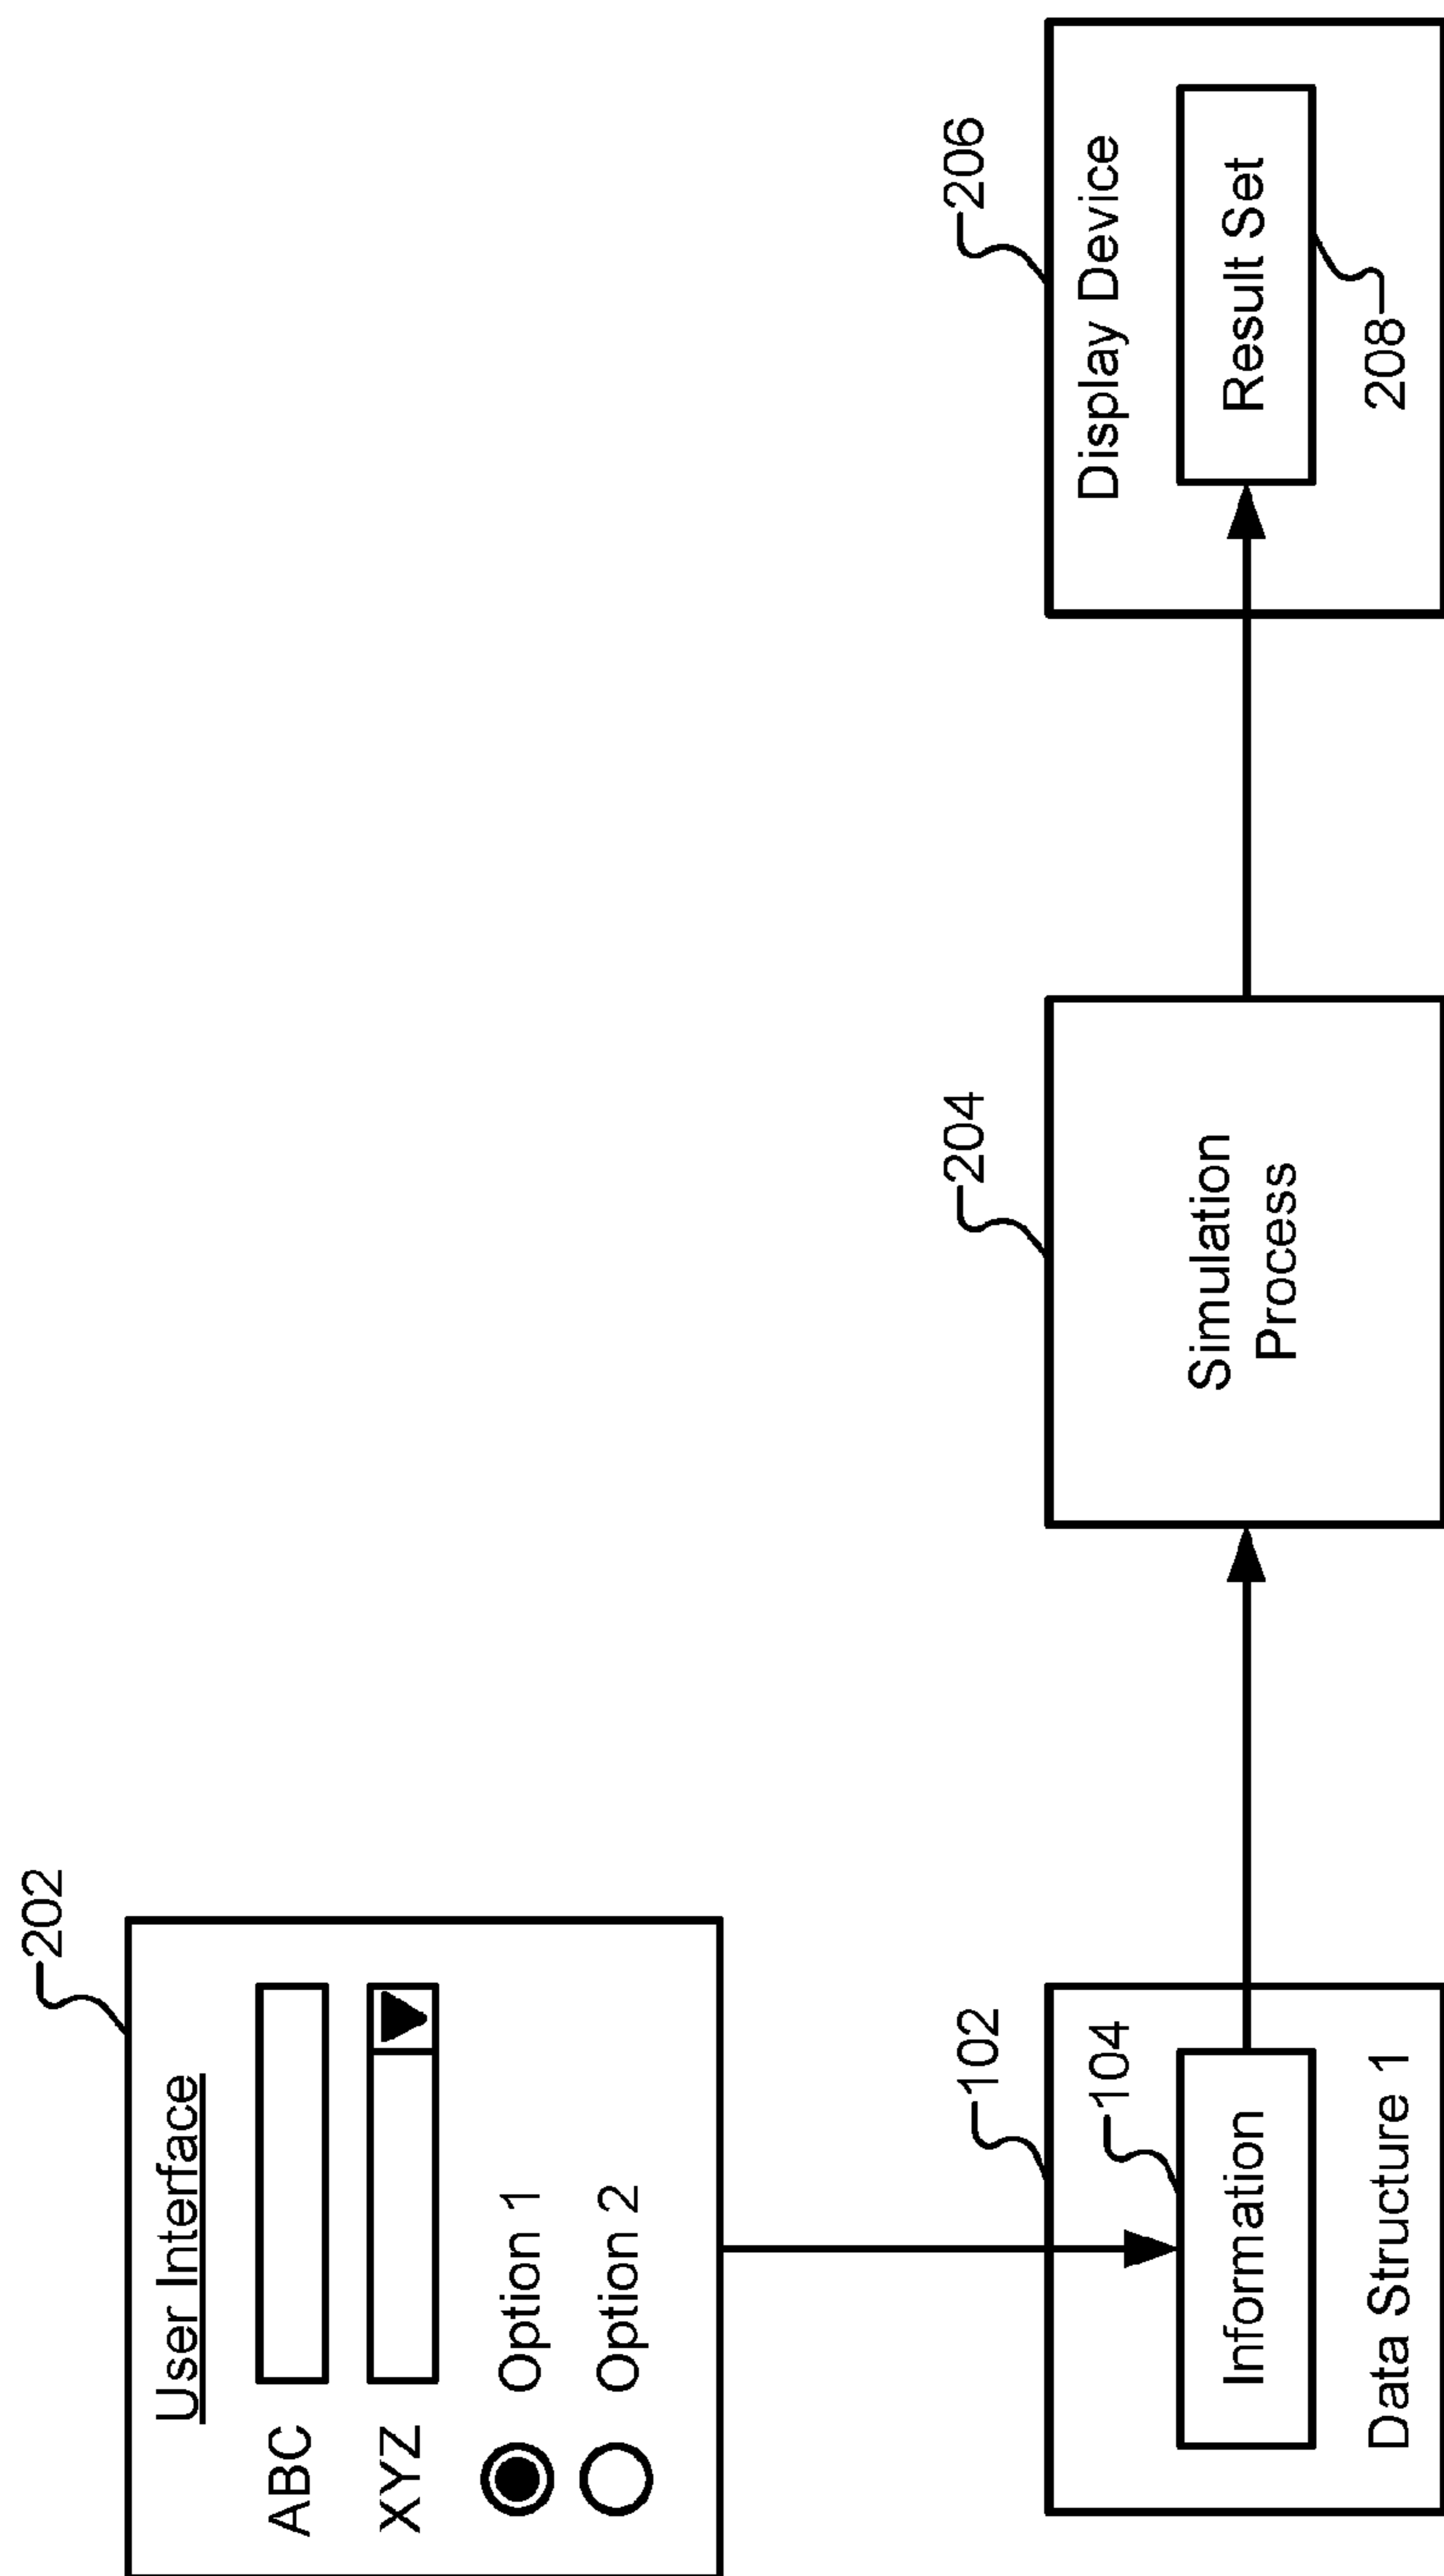 202
User Interface
ABC
XYZ
Option 1
Option 2
102
104
Information
Data Structure 1
204
Simulation
Process
206
Display Device
Result Set
208